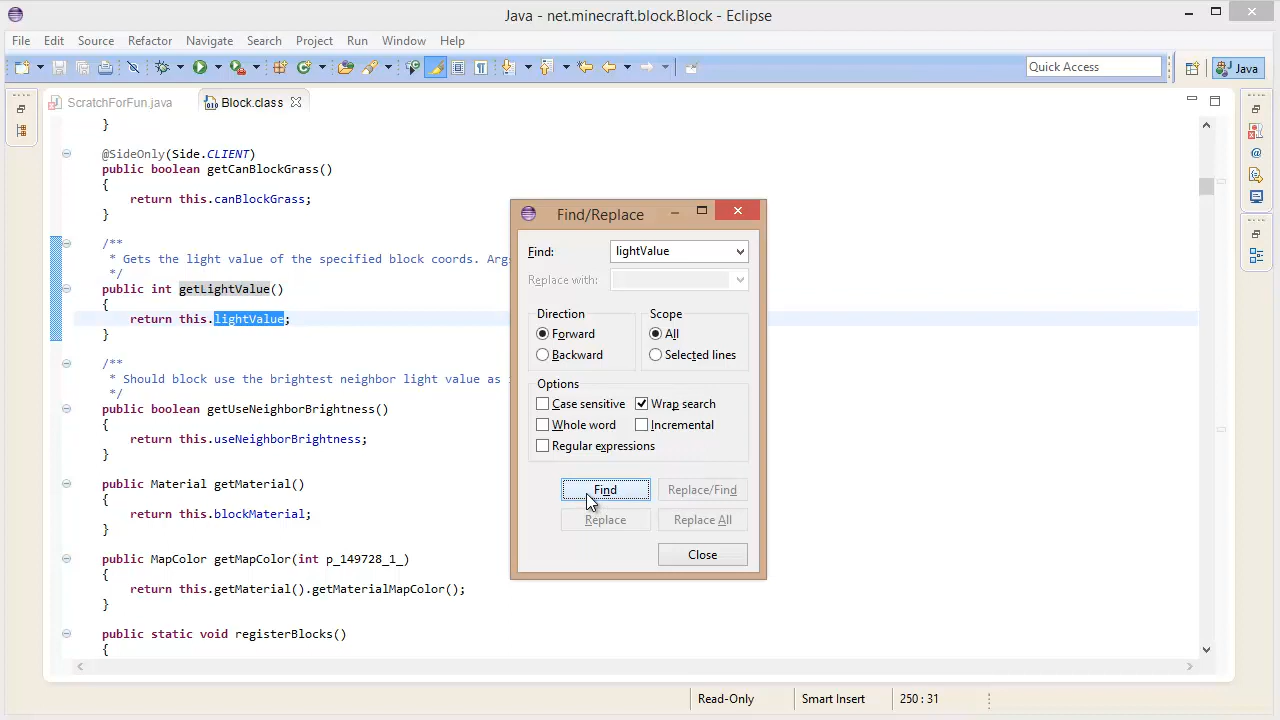 Java - net.minecraft.block.Block - Eclipse
File Edit Source Refactor Navigate Search Project Run Window Help
Quick Access
Java
ScratchForFun.java
Block.class
}
@SideOnly(Side.CLIENT)
public boolean getCanBlockGrass()
{
return this.canBlockGrass;
}
/**
* Gets the light value of the specified block coords. Args
*/
public int getLightValue()
{
return this.lightValue;
}
/**
* Should block use the brightest neighbor light value as
*/
public boolean getUseNeighborBrightness()
{
return this.useNeighborBrightness;
}
public Material getMaterial()
{
return this.blockMaterial;
}
public MapColor getMapColor(int p_149728_1_)
{
return this.getMaterial().getMaterialMapColor();
}
public static void registerBlocks()
{
Find/Replace
Find: lightValue
Replace with:
Direction
Forward
Backward
Scope
All
Selected lines
Options
Case sensitive
Wrap search
Whole word
Incremental
Regular expressions
Find
Replace/Find
Replace
Replace All
Close
Read-Only
Smart Insert
250 : 31